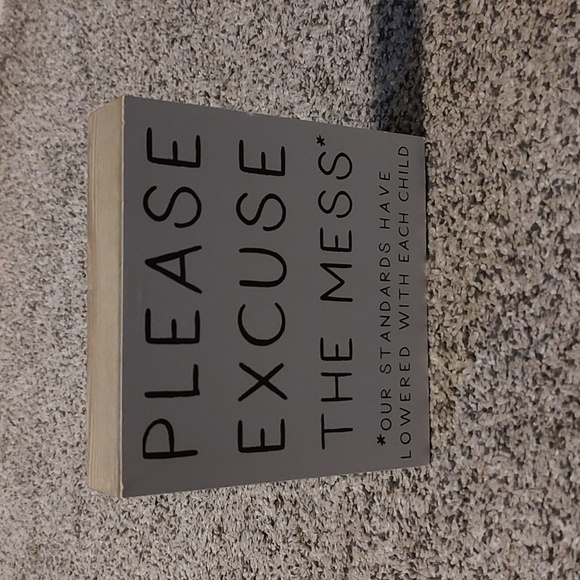 PLEASE
EXCUSE
THE MESS*
*OUR STANDARDS HAVE
LOWERED WITH EACH CHILD